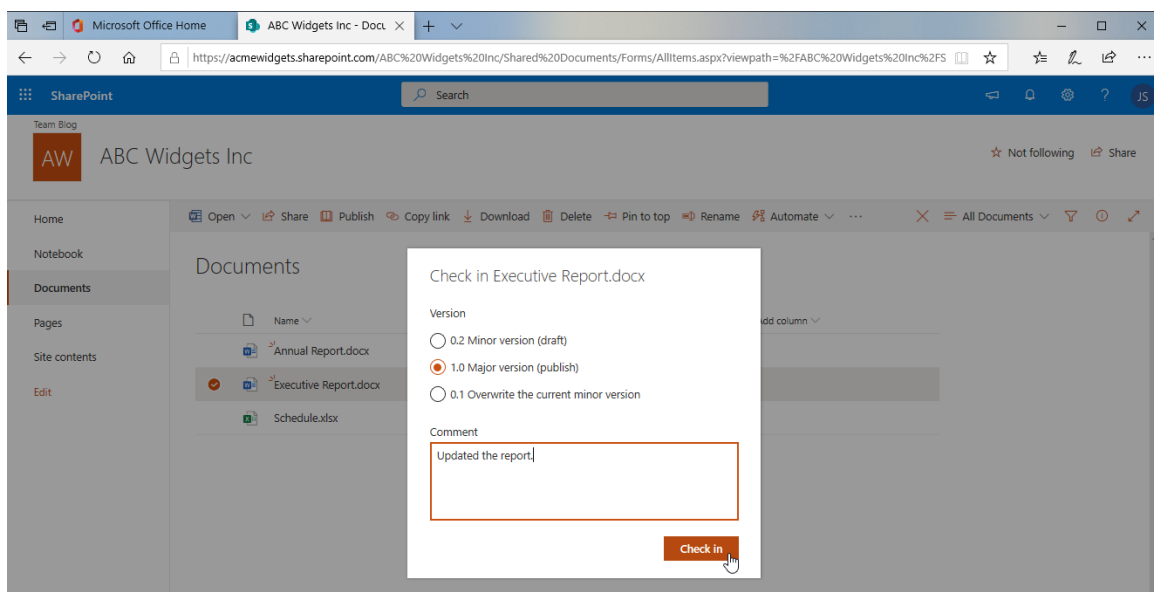 Microsoft Office Home
ABC Widgets Inc - Docu
https://acmewidgets.sharepoint.com/ABC%20Widgets%20Inc/Shared%20Documents/Forms/AllItems.aspx?viewpath=%2FABC%20Widgets%20Inc%2FS
SharePoint
Search
JS
Team Blog
AW
ABC Widgets Inc
Not following
Share
Home
Notebook
Documents
Pages
Site contents
Edit
Open Share Publish Copy link Download Delete Pin to top Rename Automate ··· All Documents
Documents
Name
Add column
Annual Report.docx
Executive Report.docx
Schedule.xlsx
Check in Executive Report.docx
Version
0.2 Minor version (draft)
1.0 Major version (publish)
0.1 Overwrite the current minor version
Comment
Updated the report.
Check in